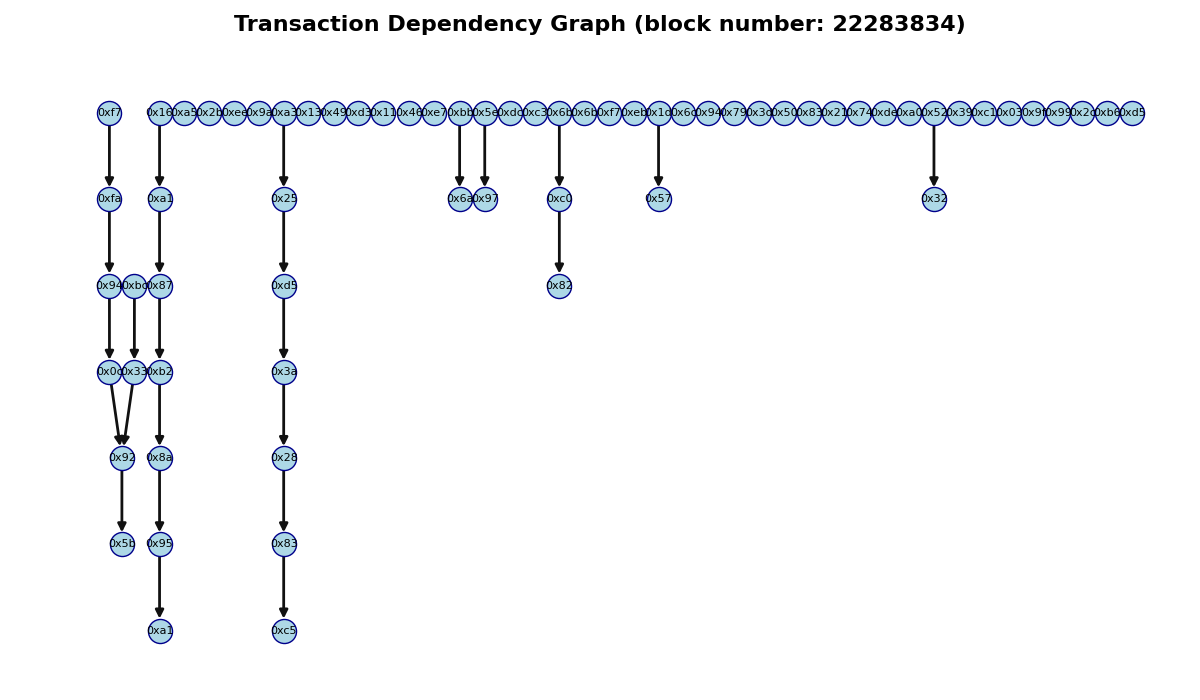 Transaction Dependency Graph (block number: 22283834)
0xf7 0x16 0xa5 0x2b 0xee 0x9a 0xa3 0x13 0x49 0xd3 0x11 0x46 0xe7 0xbb 0x5e 0xdc 0xc3 0x6b 0x6b 0xf7 0xeb 0x1d 0x6c 0x94 0x79 0x3d 0x50 0x83 0x21 0x74 0xde 0xa0 0x52 0x39 0xc1 0x03 0x9f 0x99 0x2c 0xb6 0xd5
0xfa 0xa1 0x25 0x6a 0x97 0xc0 0x57 0x32
0x94 0xbc 0x87 0xd5 0x82
0x0c 0x33 0xb2 0x3a
0x92 0x8a 0x28
0x5b 0x95 0x83
0xa1 0xc5